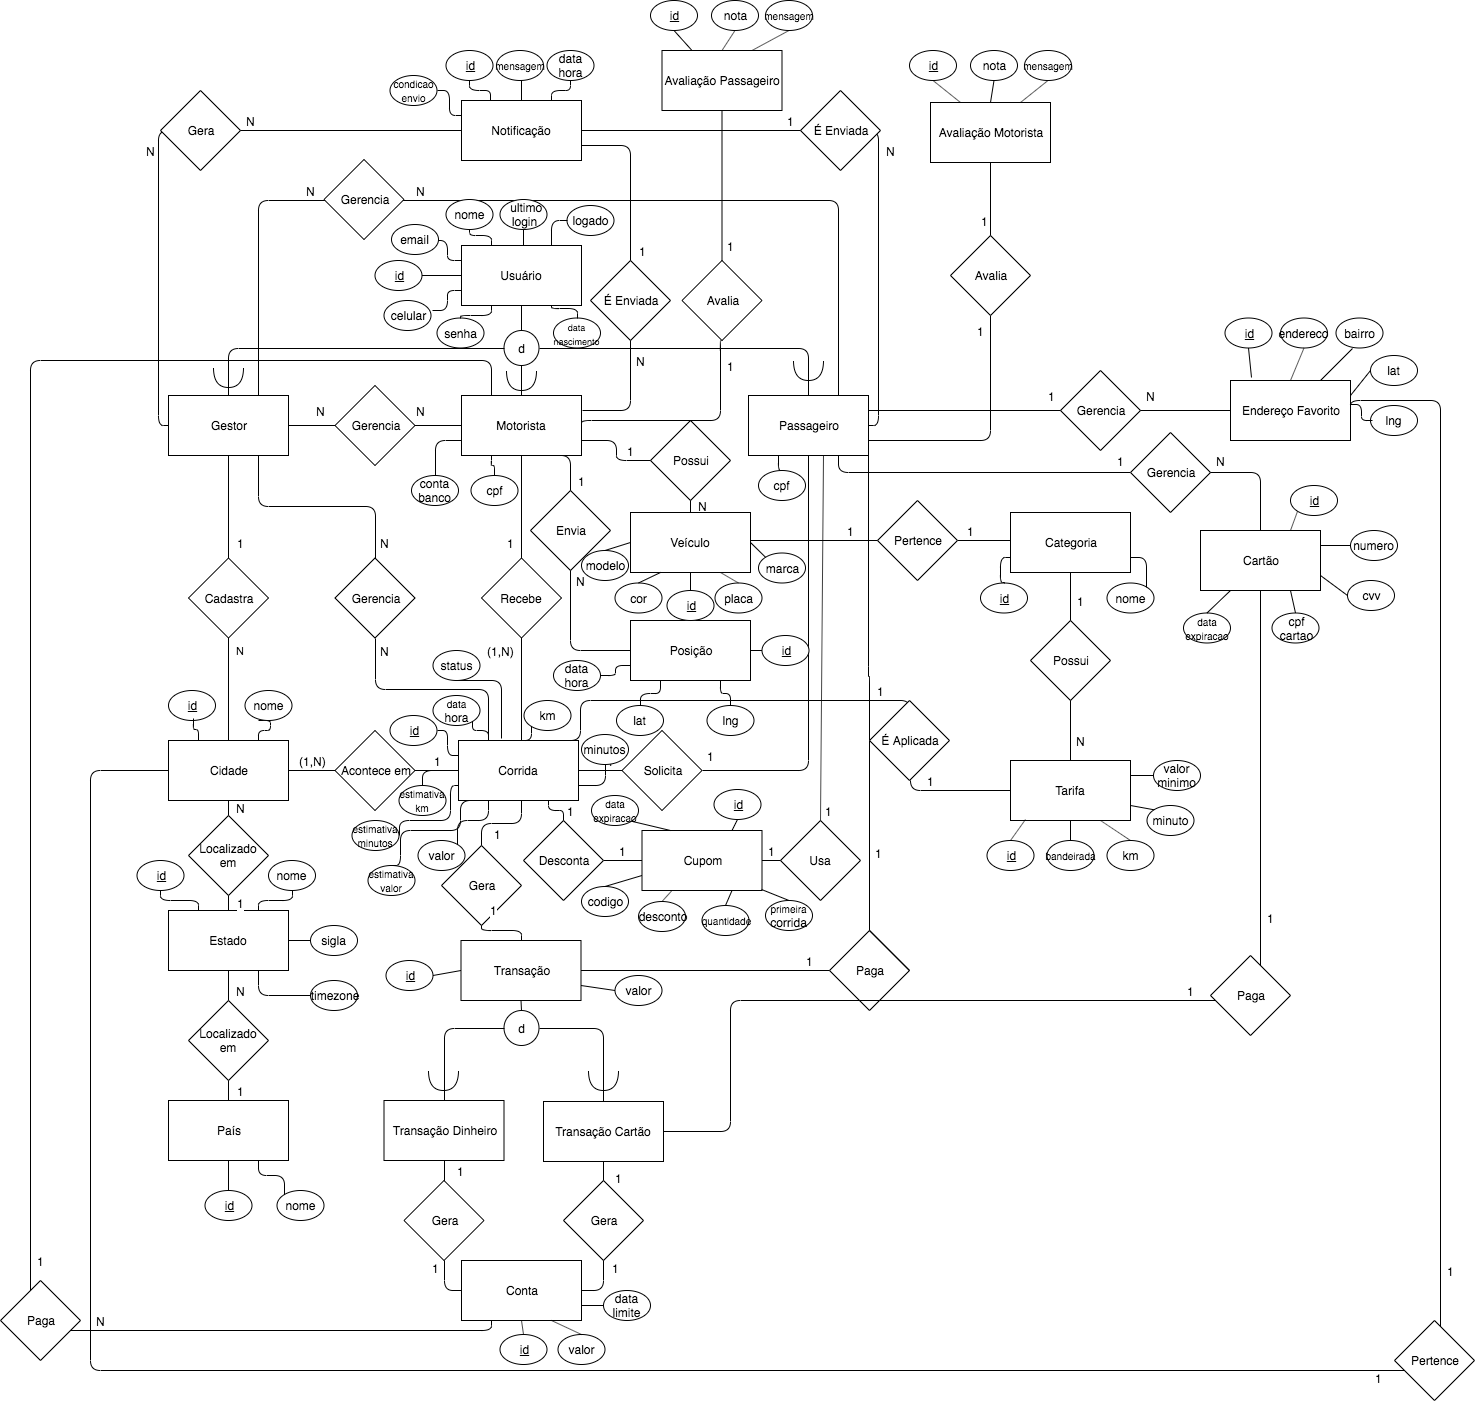 id
nota
mensagem
id
mensagem
data
hora
condicao
envio
Avaliação Passageiro
id
nota
mensagem
Gera
N
Notificação
1
É Enviada
Avaliação Motorista
N
N
N
Gerencia
N
nome
ultimo
login
logado
email
id
Usuário
celular
senha
data
nascimento
1
É Enviada
N
1
Avalia
1
1
Avalia
1
d
id
endereco
bairro
lat
lng
Gestor
N
Gerencia
N
Motorista
Passageiro
1
Gerencia
N
Endereço Favorito
conta
banco
cpf
1
Possui
N
cpf
1
Gerencia
N
1
Envia
N
id
numero
Cartão
cvv
data
expiracao
cpf
cartao
modelo
Veículo
marca
cor
id
placa
1
Pertence
1
Categoria
id
nome
1
Cadastra
N
N
Gerencia
N
1
Recebe
(1,N)
1
Possui
N
Posição
id
data
hora
lat
lng
status
data
hora
km
id
minutos
id
nome
Cidade
(1,N)
Acontece em
1
Corrida
Solicita
1
1
É Aplicada
1
estimativa
km
estimativa
minutos
estimativa
valor
valor
Tarifa
valor
minimo
minuto
id
bandeirada
km
N
Localizado
em
1
1
Gera
1
1
Desconta
1
data
expiracao
id
Cupom
1
Usa
1
1
codigo
desconto
quantidade
primeira
corrida
id
nome
Estado
sigla
timezone
N
Localizado
em
1
id
Transação
valor
1
Paga
1
Paga
1
d
País
id
nome
Transação Dinheiro
Transação Cartão
1
Gera
1
1
Gera
1
Conta
data
limite
id
valor
1
Paga
N
1
Pertence
1